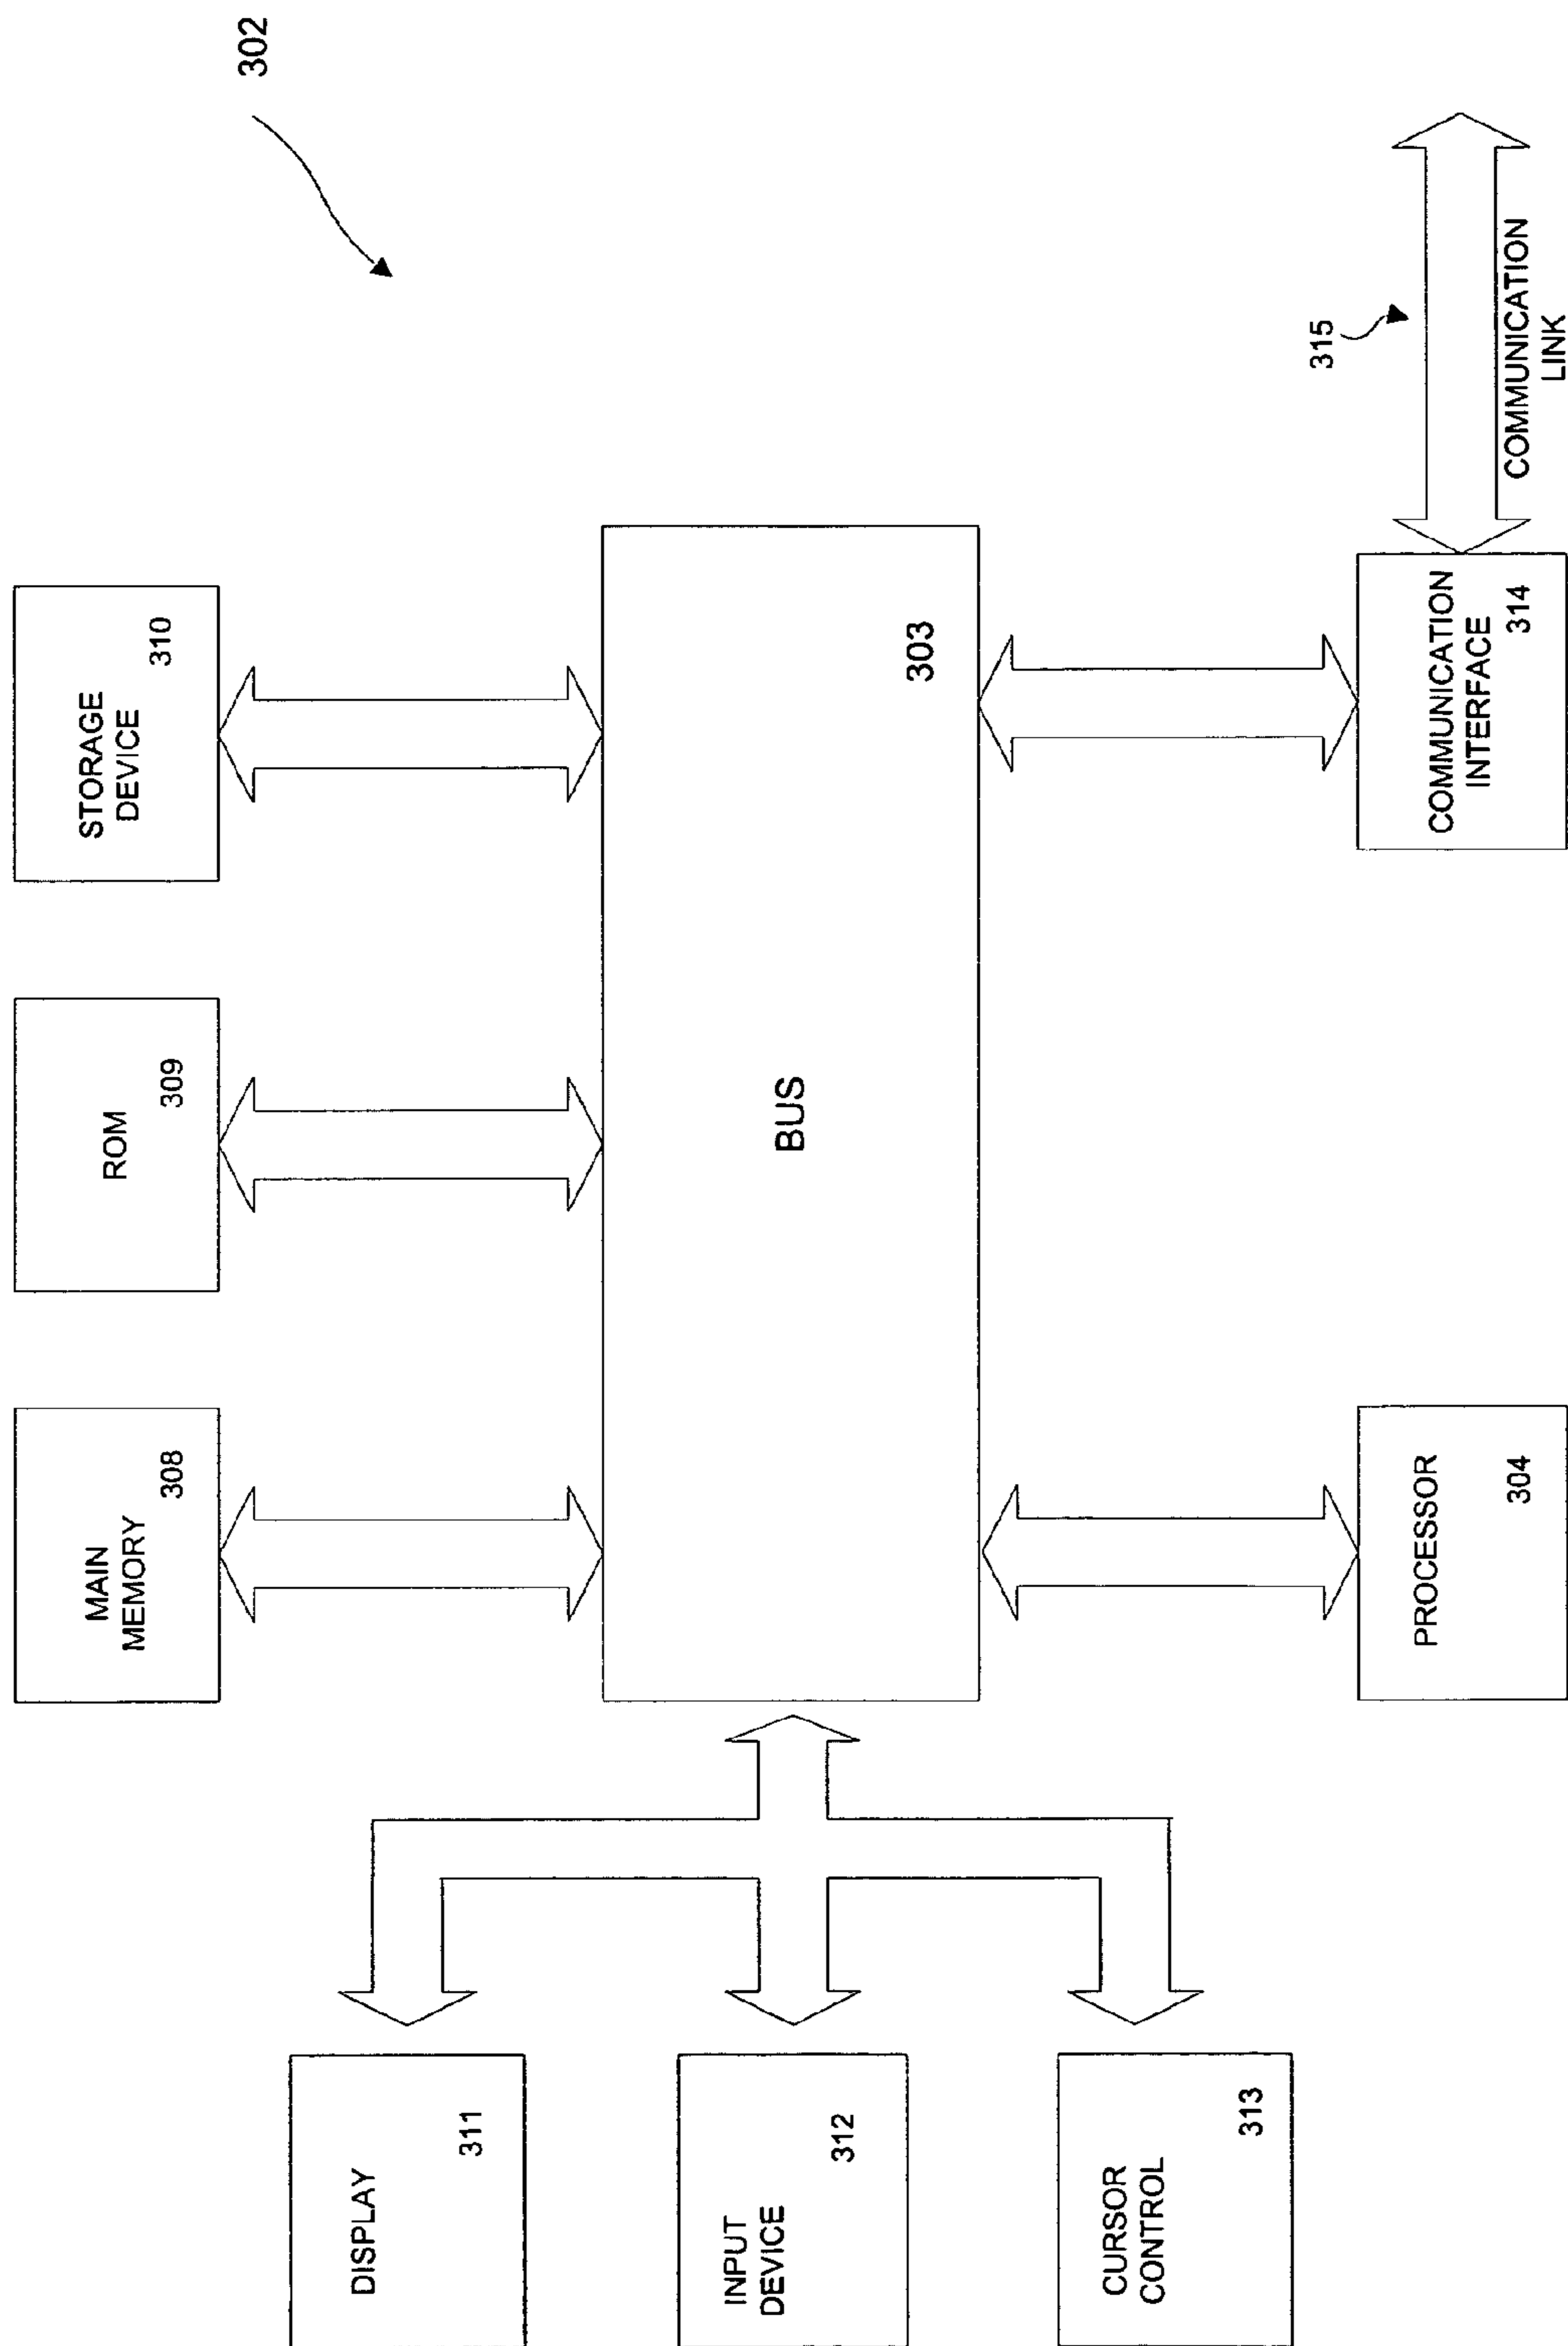 MAIN
MEMORY
308
ROM
309
STORAGE
DEVICE
310
302
DISPLAY
311
INPUT
DEVICE
312
BUS
303
CURSOR
CONTROL
313
PROCESSOR
304
COMMUNICATION
INTERFACE
314
315
COMMUNICATION
LINK